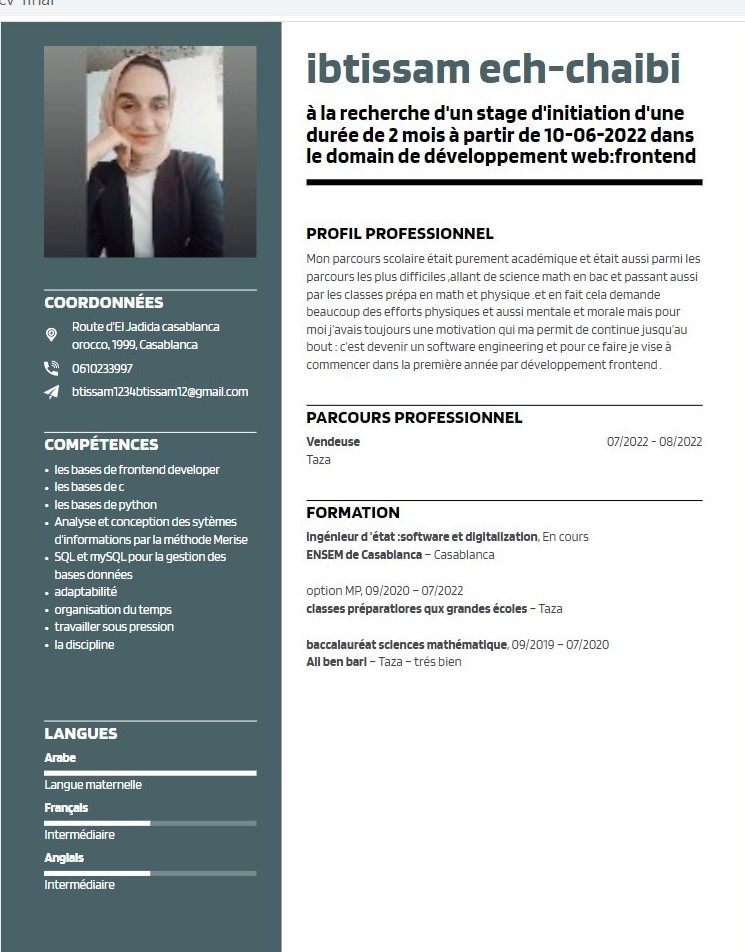 cv final
ibtissam ech-chaibi
à la recherche d'un stage d'initiation d'une
durée de 2 mois à partir de 10-06-2022 dans
le domain de développement web:frontend
COORDONNÉES
Route d'El Jadida casablanca
orocco, 1999, Casablanca
0610233997
btissam1234btissam12@gmail.com
COMPÉTENCES
• les bases de frontend developer
• les bases de c
• les bases de python
• Analyse et conception des sytèmes
d'informations par la méthode Merise
• SQL et mySQL pour la gestion des
bases données
• adaptabilité
• organisation du temps
• travailler sous pression
• la discipline
LANGUES
Arabe
Langue maternelle
Français
Intermédiaire
Anglais
Intermédiaire
PROFIL PROFESSIONNEL
Mon parcours scolaire était purement académique et était aussi parmi les
parcours les plus difficiles ,allant de science math en bac et passant aussi
par les classes prépa en math et physique .et en fait cela demande
beaucoup des efforts physiques et aussi mentale et morale mais pour
moi j'avais toujours une motivation qui ma permit de continue jusqu'au
bout : c'est devenir un software engineering et pour ce faire je vise à
commencer dans la première année par développement frontend .
PARCOURS PROFESSIONNEL
Vendeuse 07/2022 - 08/2022
Taza
FORMATION
ingénieur d 'état :software et digitalization, En cours
ENSEM de Casablanca – Casablanca
option MP, 09/2020 – 07/2022
classes préparatiores qux grandes écoles – Taza
baccalauréat sciences mathématique, 09/2019 – 07/2020
Ali ben bari – Taza – trés bien